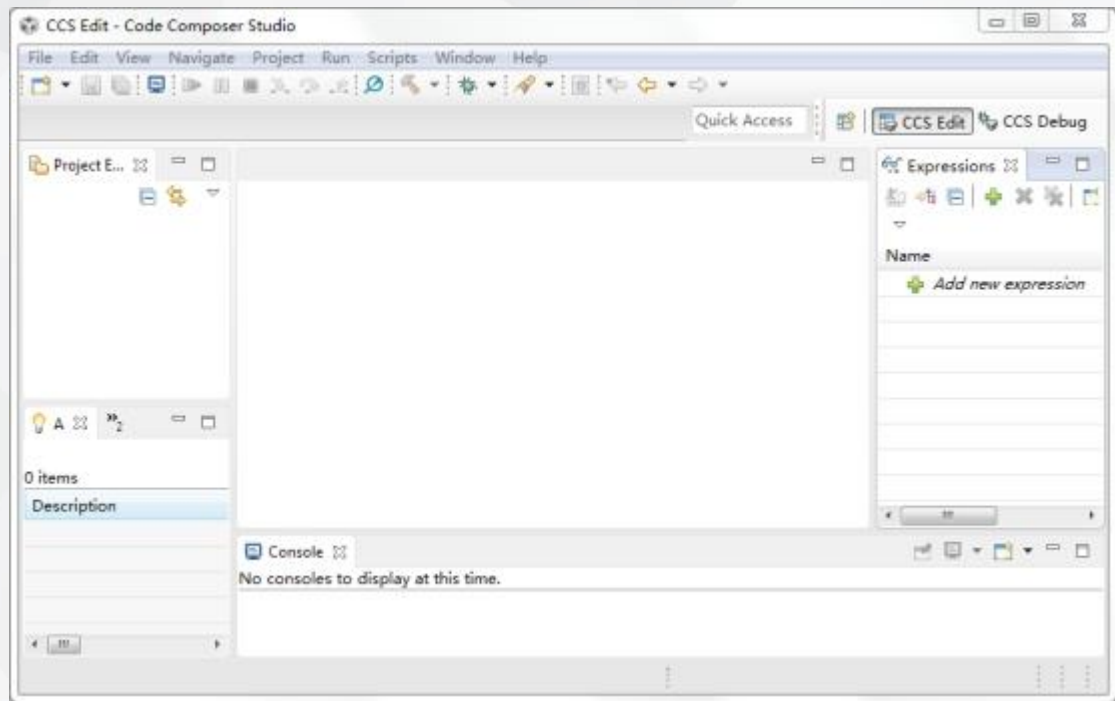 CCS Edit - Code Composer Studio
File Edit View Navigate Project Run Scripts Window Help
Quick Access
CCS Edit
CCS Debug
Project E...
Expressions
Name
Add new expression
A
»2
0 items
Description
Console
No consoles to display at this time.